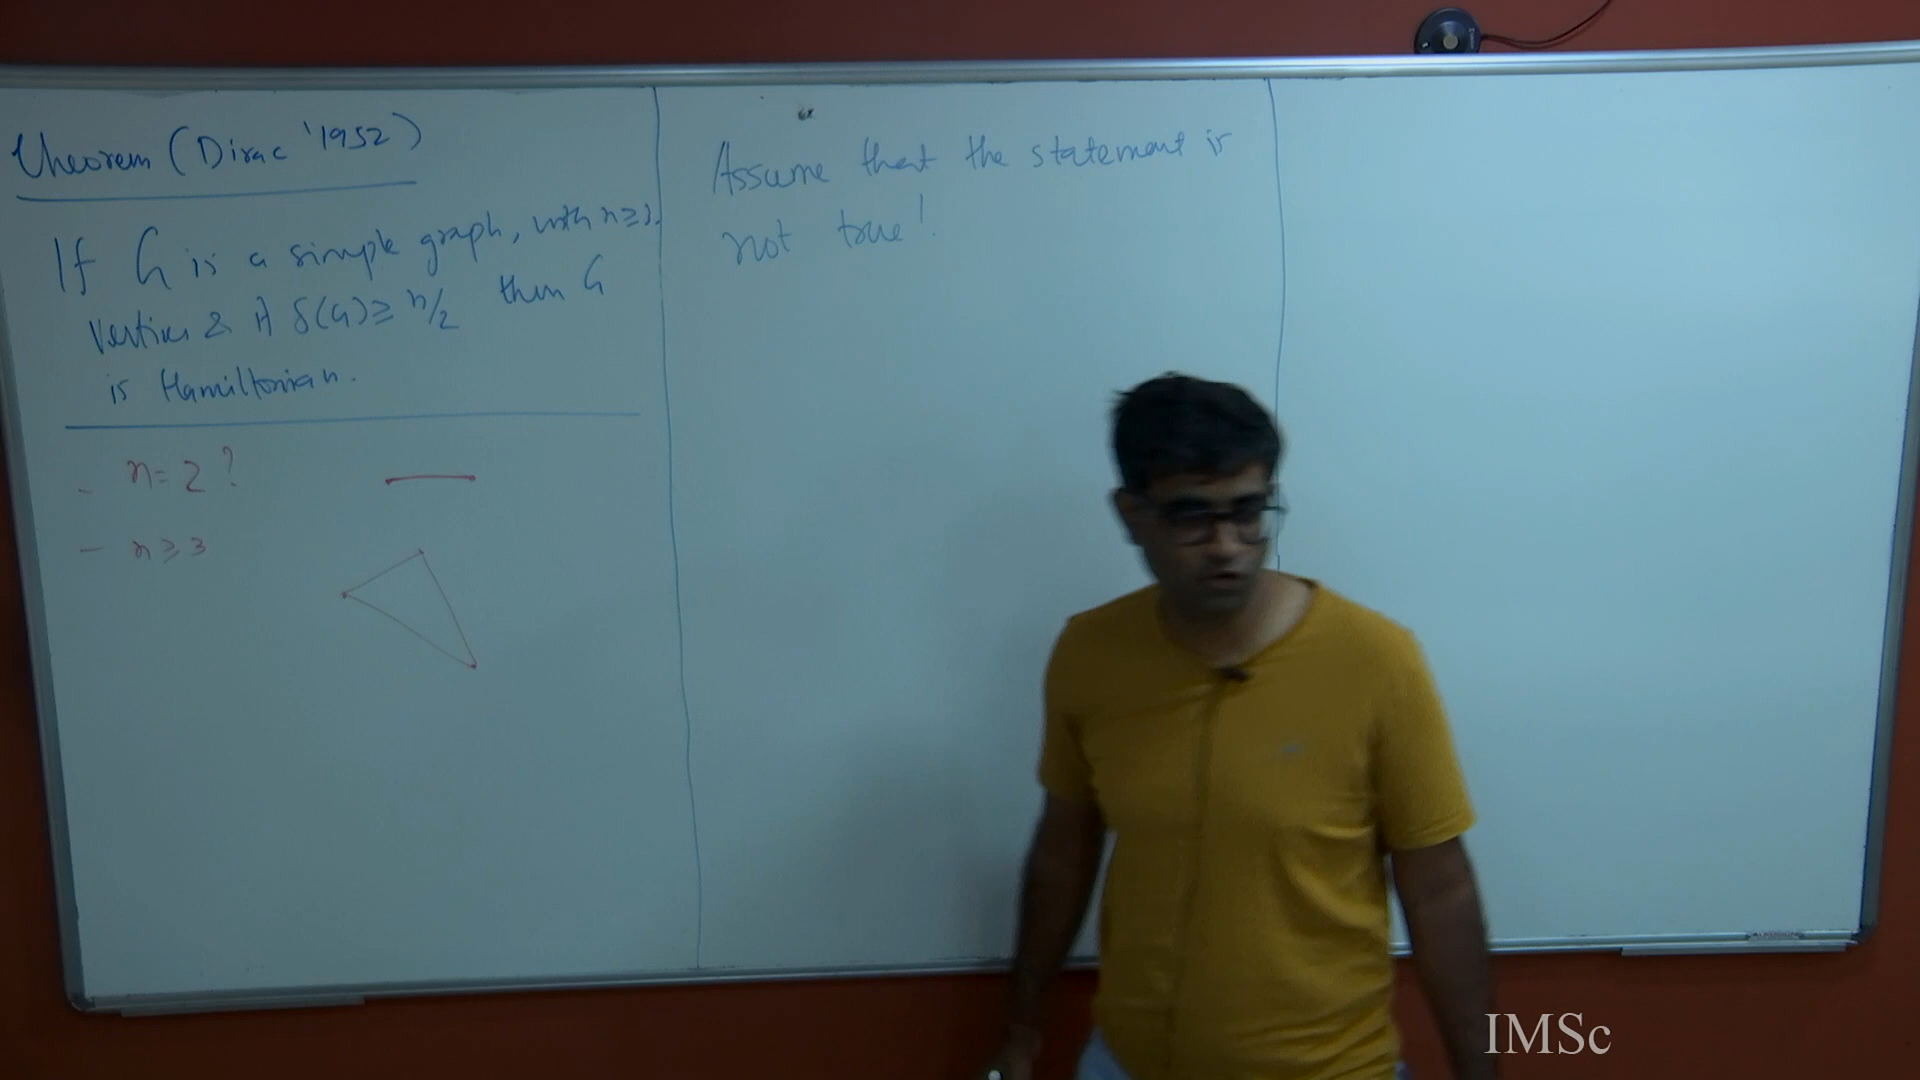 Theorem (Dirac '1952)
If G is a simple graph, with n≥3
vertices & if δ(G) ≥ n/2 then G
is Hamiltonian.
- n=2?
- n≥3
Assume that the statement is
not true!
IMSc